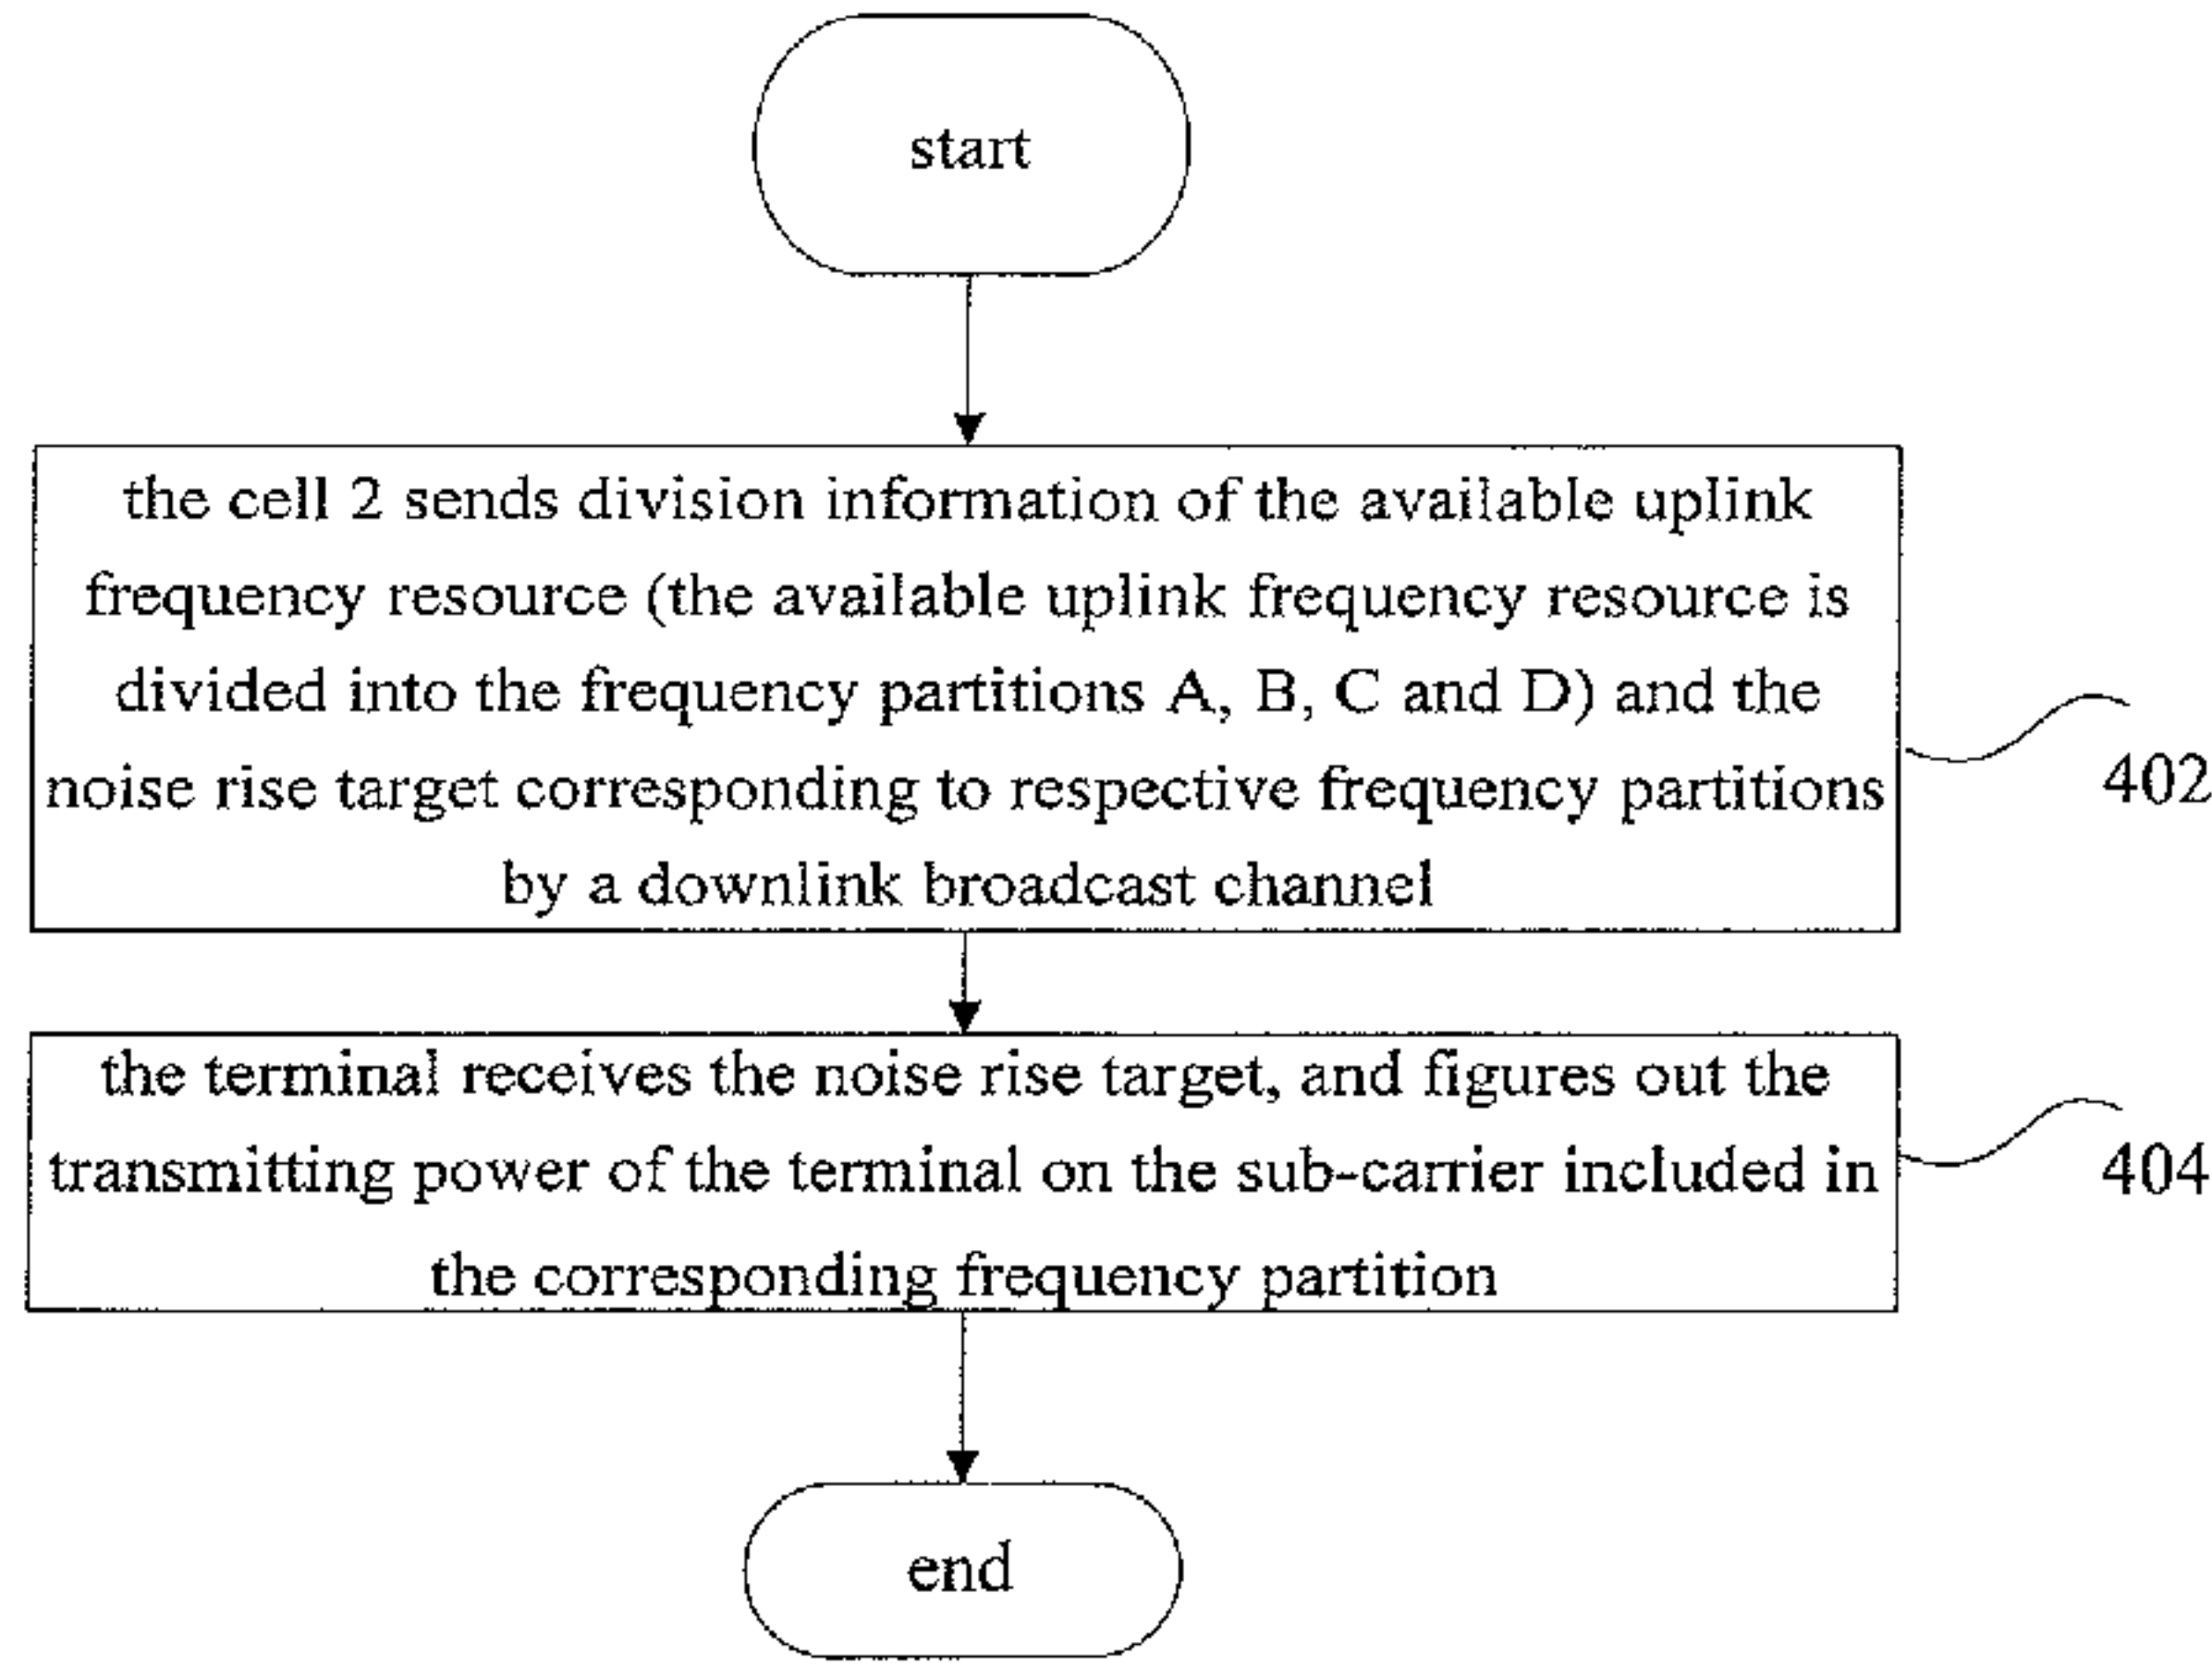 start
the cell 2 sends division information of the available uplink
frequency resource (the available uplink frequency resource is
divided into the frequency partitions A, B, C and D) and the
noise rise target corresponding to respective frequency partitions
by a downlink broadcast channel
402
the terminal receives the noise rise target, and figures out the
transmitting power of the terminal on the sub-carrier included in
the corresponding frequency partition
404
end